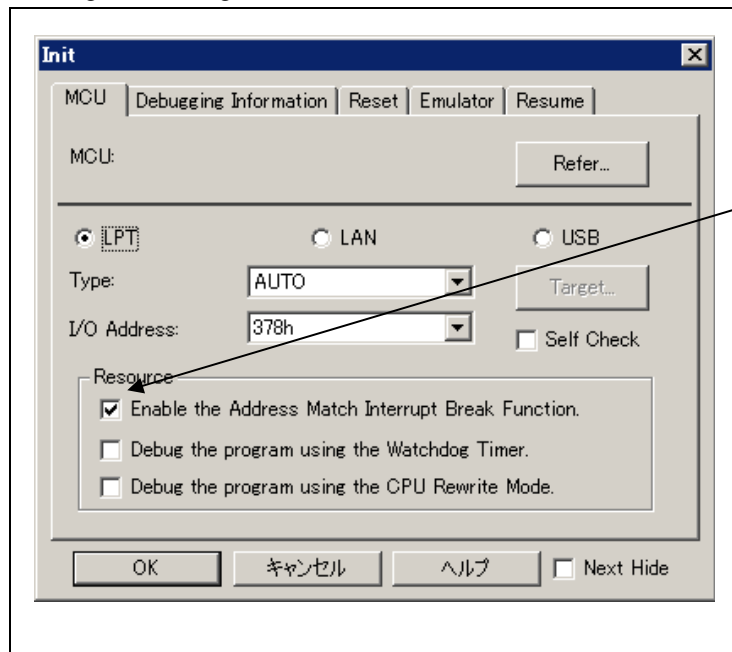 Init
MCU Debugging Information Reset Emulator Resume
MCU: Refer...
LPT LAN USB
Type: AUTO Target...
I/O Address: 378h Self Check
Resource
Enable the Address Match Interrupt Break Function.
Debug the program using the Watchdog Timer.
Debug the program using the CPU Rewrite Mode.
OK キャンセル ヘルプ Next Hide